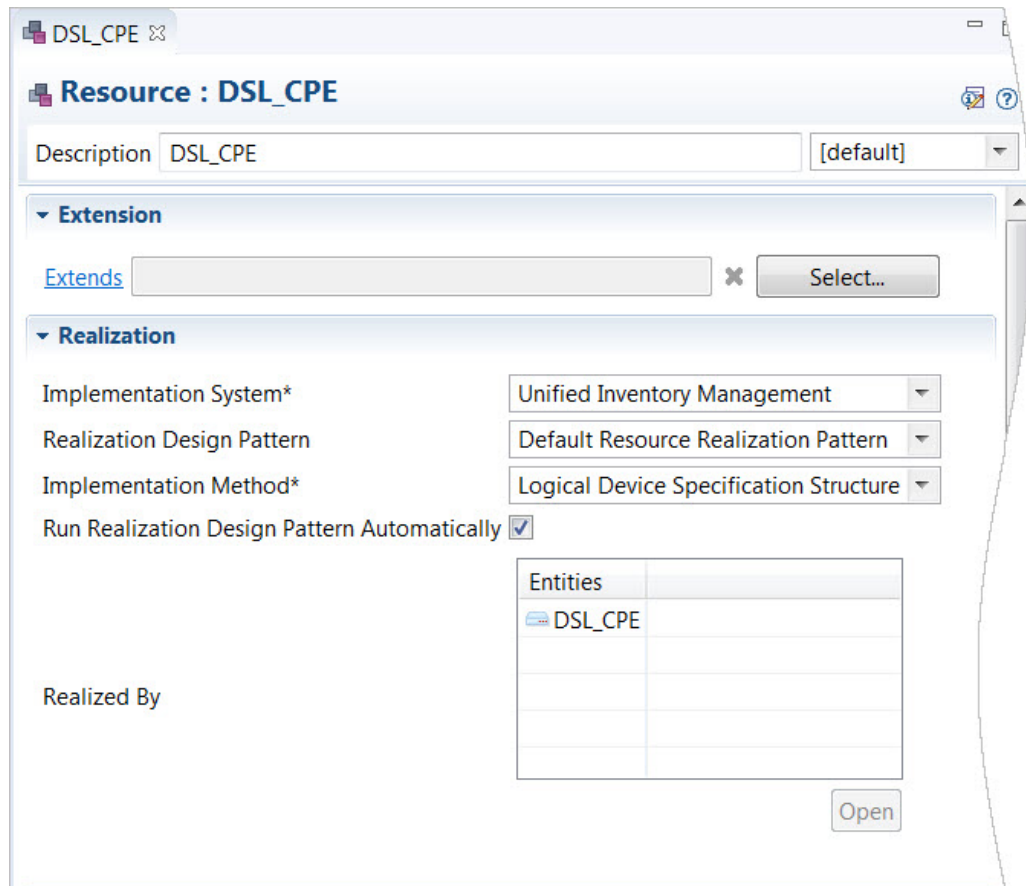 DSL_CPE
Resource : DSL_CPE
Description DSL_CPE [default]
Extension
Extends Select...
Realization
Implementation System* Unified Inventory Management
Realization Design Pattern Default Resource Realization Pattern
Implementation Method* Logical Device Specification Structure
Run Realization Design Pattern Automatically
Entities
DSL_CPE
Realized By
Open